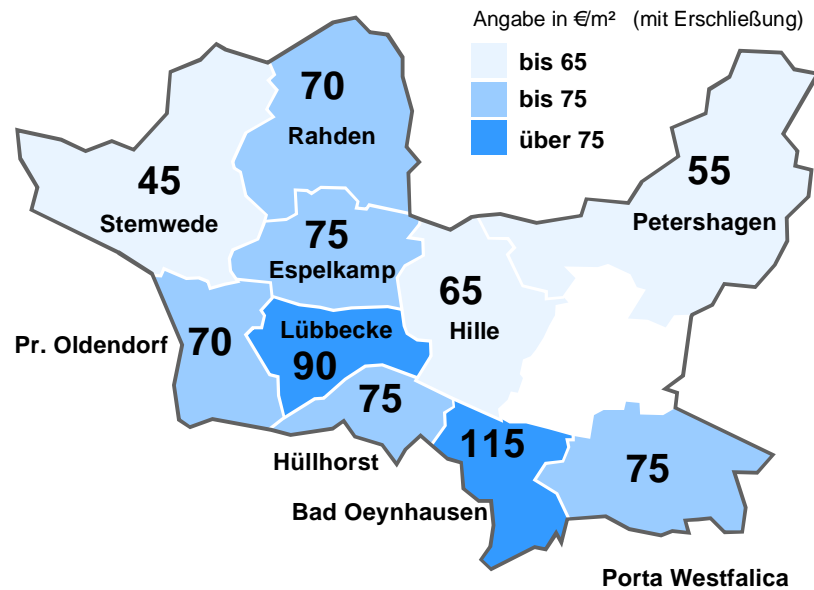 Angabe in €/m² (mit Erschließung)
bis 65
bis 75
über 75
70
Rahden
45
Stemwede
55
Petershagen
75
Espelkamp
65
Hille
Pr. Oldendorf
70
Lübbecke
90
75
Hüllhorst
115
Bad Oeynhausen
75
Porta Westfalica